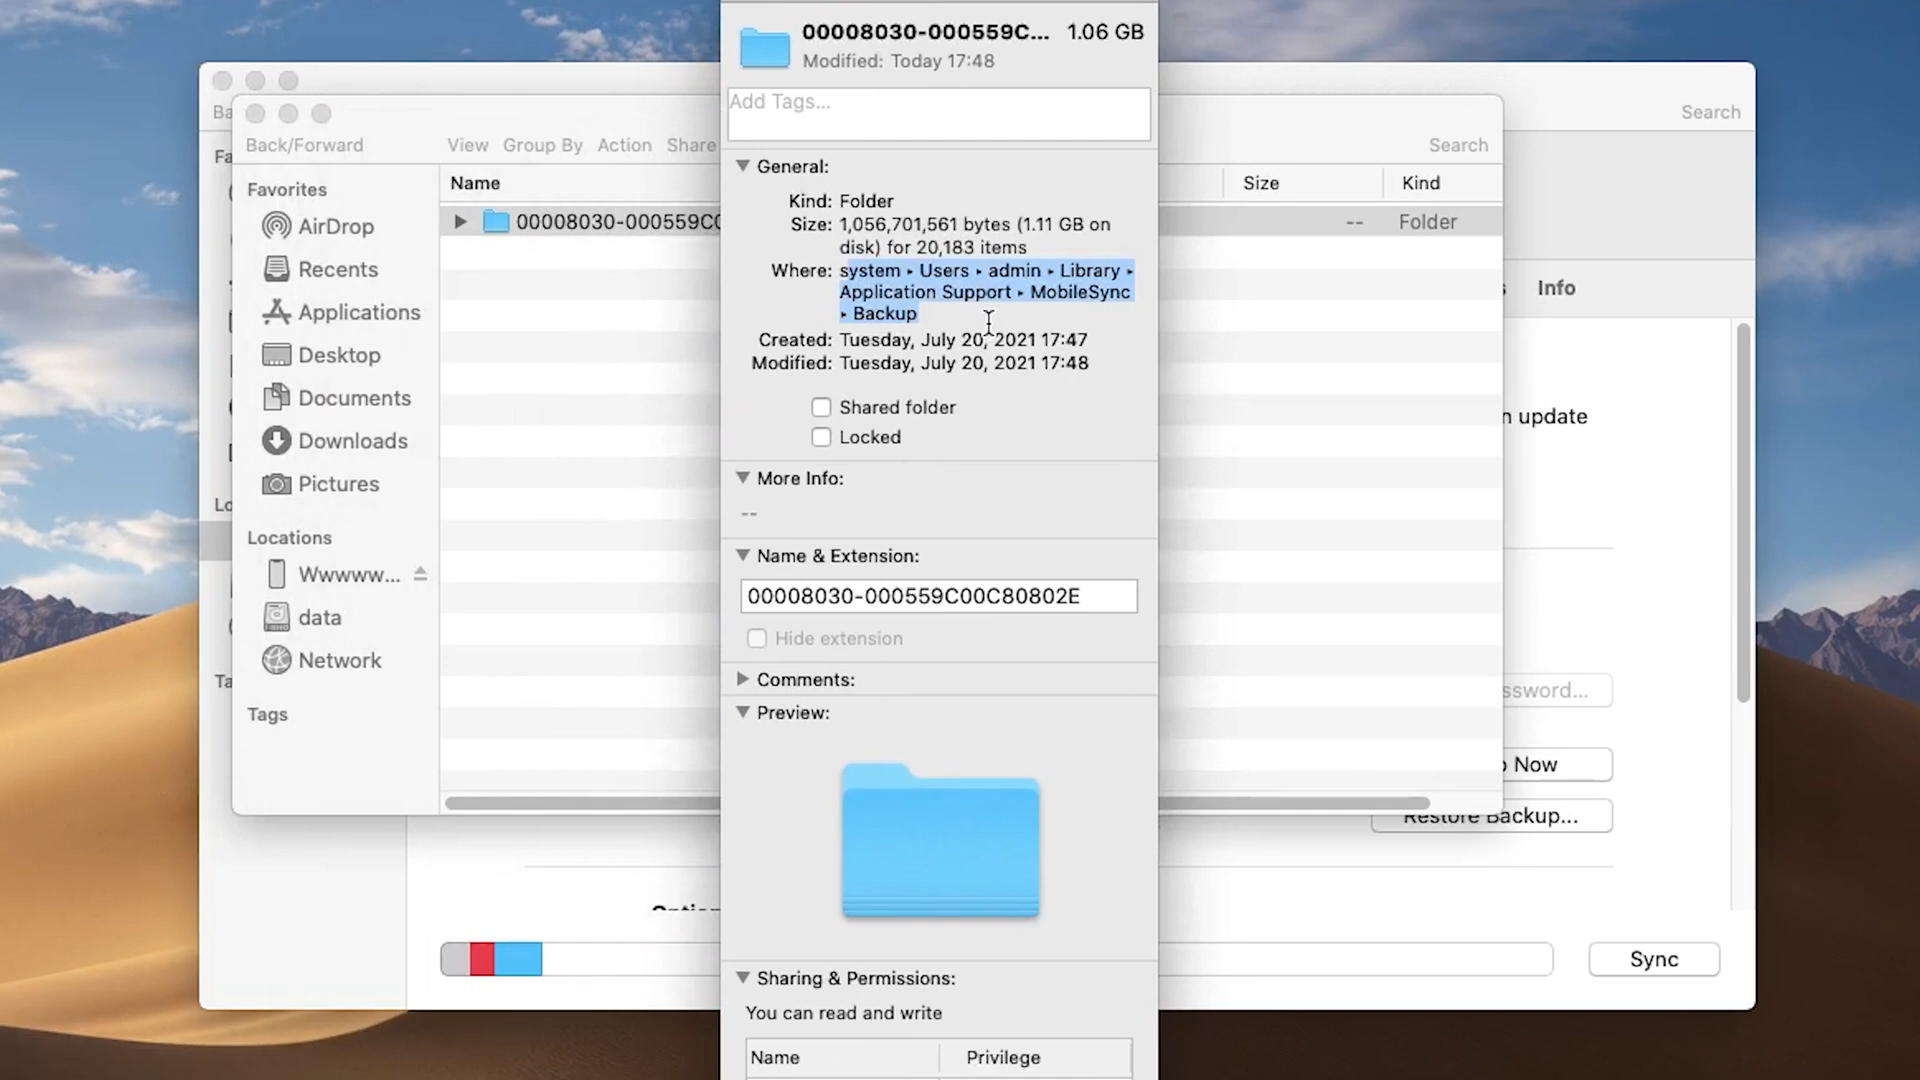 00008030-000559C... 1.06 GB
Modified: Today 17:48
Add Tags...
General:
Kind: Folder
Size: 1,056,701,561 bytes (1.11 GB on
disk) for 20,183 items
Where: system ▸ Users ▸ admin ▸ Library ▸
Application Support ▸ MobileSync
▸ Backup
Created: Tuesday, July 20, 2021 17:47
Modified: Tuesday, July 20, 2021 17:48
Shared folder
Locked
More Info:
--
Name & Extension:
00008030-000559C00C80802E
Hide extension
Comments:
Preview:
Sharing & Permissions:
You can read and write
Name Privilege
Back/Forward View Group By Action Share Search
Favorites
AirDrop
Recents
Applications
Desktop
Documents
Downloads
Pictures
Locations
Wwwww...
data
Network
Tags
Name Size Kind
00008030-000559C0 -- Folder
Ba Search
Fa
Lo
Ta
Info
update
ssword...
Now
Restore Backup...
Sync